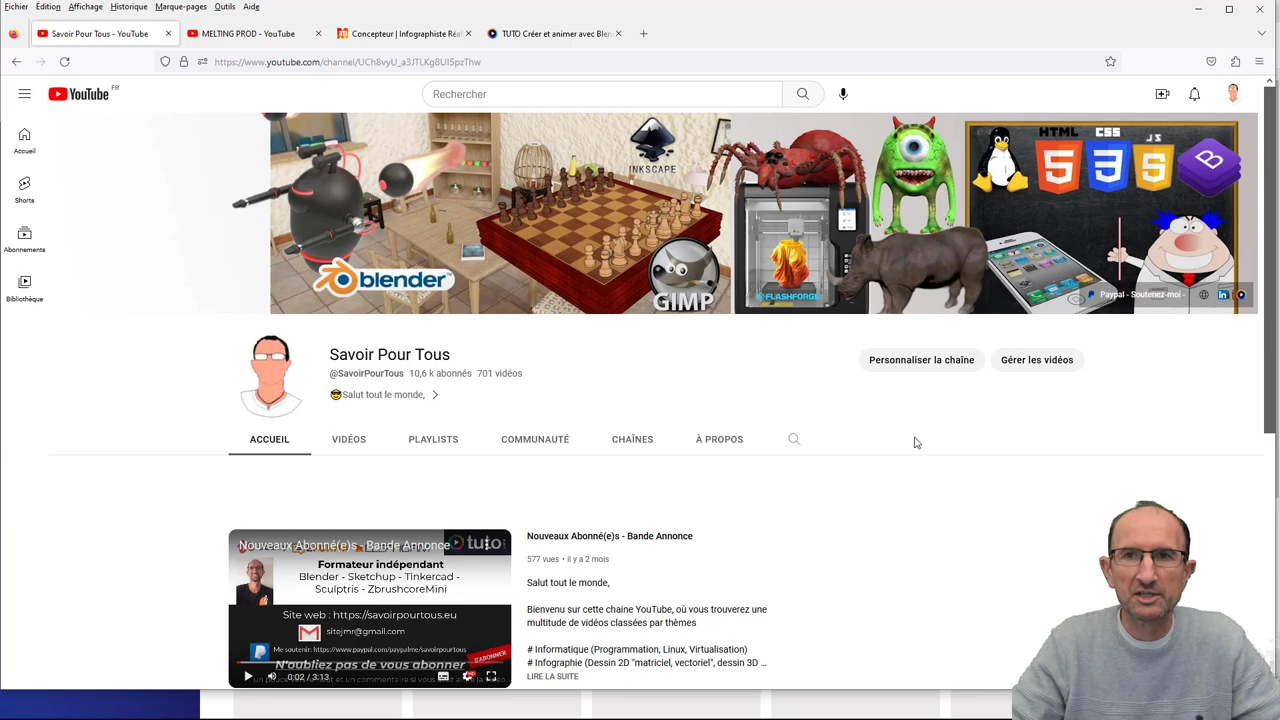 Fichier Édition Affichage Historique Marque-pages Outils Aide
Savoir Pour Tous - YouTube
MELTING PROD - YouTube
Concepteur | Infographiste Réal
TUTO Créer et animer avec Blen
https://www.youtube.com/channel/UCh8vyU_a3JTLKg8UI5pzThw
YouTube FR
Rechercher
Accueil
Shorts
Abonnements
Bibliothèque
INKSCAPE
HTML CSS JS
5 3 5 B
blender
GIMP
FLASHFORGE
Paypal - Soutenez-moi -
Savoir Pour Tous
@SavoirPourTous 10,6 k abonnés 701 vidéos
Salut tout le monde,
Personnaliser la chaîne
Gérer les vidéos
ACCUEIL VIDÉOS PLAYLISTS COMMUNAUTÉ CHAÎNES À PROPOS
Nouveaux Abonné(e)s - Bande Annonce
tuto
Formateur indépendant
Blender - Sketchup - Tinkercad -
Sculptris - ZbrushcoreMini
Site web : https://savoirpourtous.eu
sitejmr@gmail.com
Me soutenir: https://www.paypal.com/paypalme/savoirpourtous
N'oubliez pas de vous abonner
S'ABONNER
0:02 / 3:13
Nouveaux Abonné(e)s - Bande Annonce
577 vues • il y a 2 mois
Salut tout le monde,
Bienvenu sur cette chaine YouTube, où vous trouverez une
multitude de vidéos classées par thèmes
# Informatique (Programmation, Linux, Virtualisation)
# Infographie (Dessin 2D "matriciel, vectoriel", dessin 3D ...
LIRE LA SUITE